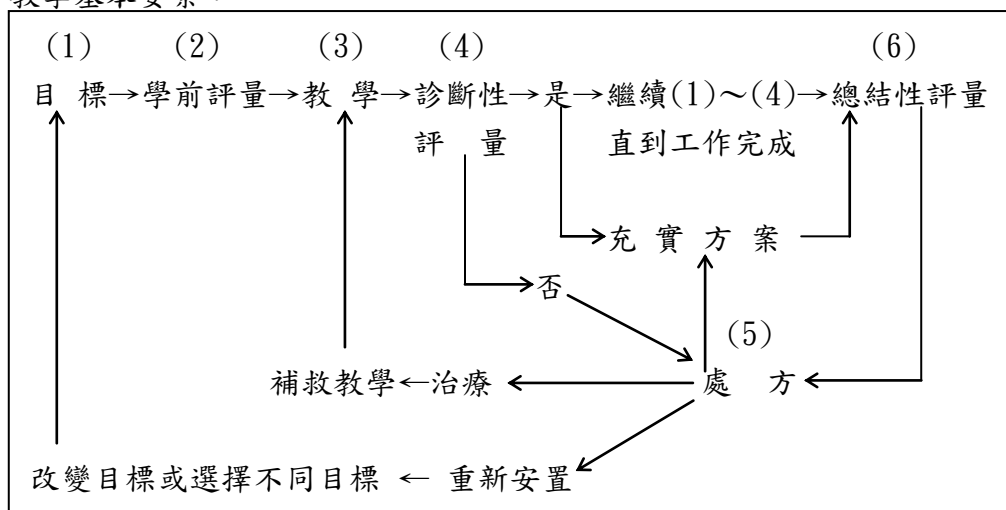 教學基本要素：
(1) (2) (3) (4) (6)
目 標→學前評量→教 學→診斷性→是→繼續(1)～(4)→總結性評量
評 量 直到工作完成
充 實 方 案
否
(5)
補救教學←治療 處 方
改變目標或選擇不同目標 ← 重新安置